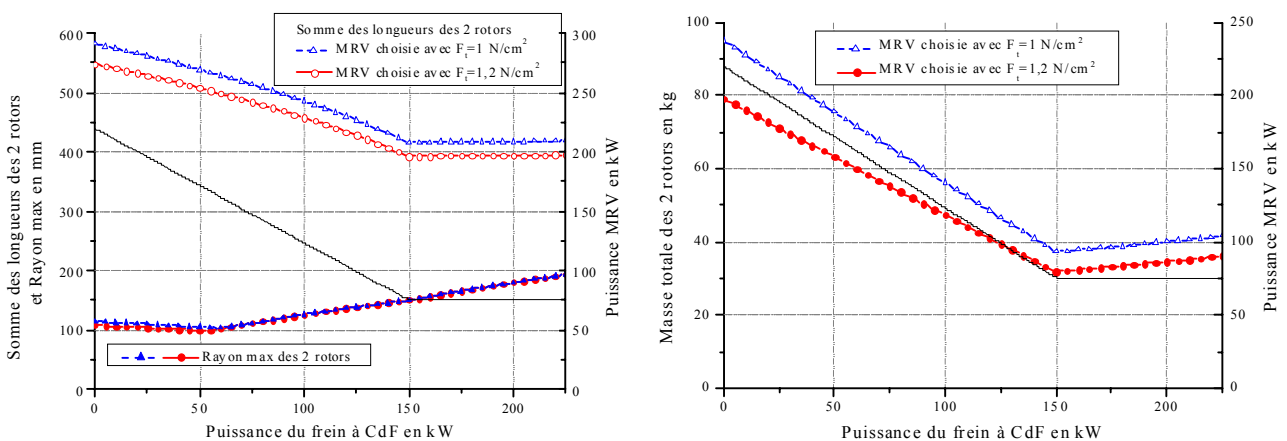 Somme des longueurs des 2 rotors
MRV choisie avec Ft=1 N/cm²
MRV choisie avec Ft=1,2 N/cm²
Somme des longueurs des 2 rotors
et Rayon max en mm
600
500
400
300
200
100
0
300
250
200
150
100
50
0
Puissance MRV en kW
Rayon max des 2 rotors
0
50
100
150
200
Puissance du frein à CdF en kW
MRV choisie avec Ft=1 N/cm²
MRV choisie avec Ft=1,2 N/cm²
Masse totale des 2 rotors en kg
100
80
60
40
20
0
250
200
150
100
50
0
Puissance MRV en kW
0
50
100
150
200
Puissance du frein à CdF en kW